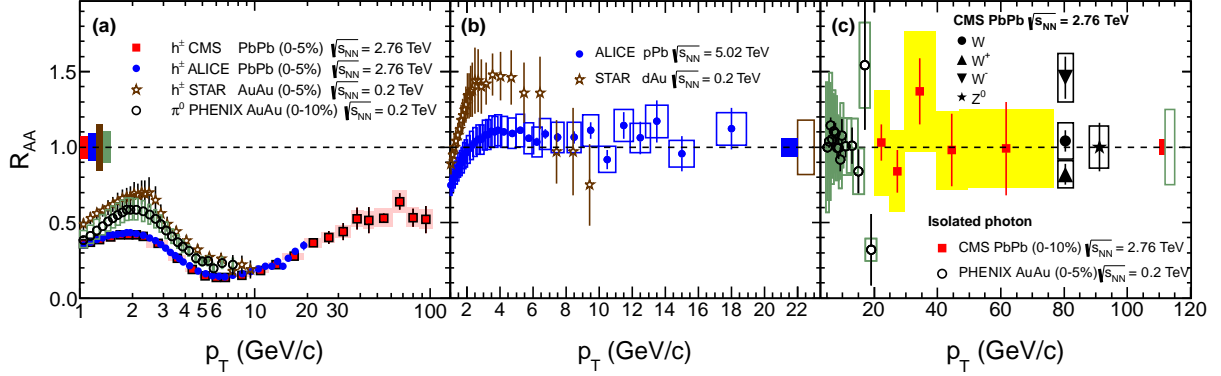 (a)
h± CMS PbPb (0-5%) √sNN = 2.76 TeV
h± ALICE PbPb (0-5%) √sNN = 2.76 TeV
h± STAR AuAu (0-5%) √sNN = 0.2 TeV
π0 PHENIX AuAu (0-10%) √sNN = 0.2 TeV
RAA
0.0
0.5
1.0
1.5
1 2 3 4 5 6 10 20 30 100
pT (GeV/c)
(b)
ALICE pPb √sNN = 5.02 TeV
STAR dAu √sNN = 0.2 TeV
2 4 6 8 10 12 14 16 18 20 22
pT (GeV/c)
(c)
CMS PbPb √sNN = 2.76 TeV
W
W+
W-
Z0
Isolated photon
CMS PbPb (0-10%) √sNN = 2.76 TeV
PHENIX AuAu (0-5%) √sNN = 0.2 TeV
20 40 60 80 100 120
pT (GeV/c)